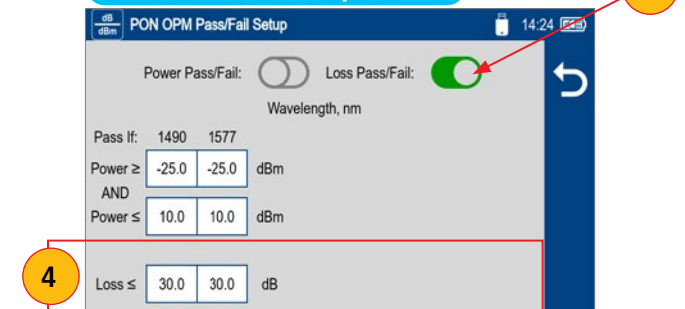 dB
dBm
PON OPM Pass/Fail Setup
14:24
Power Pass/Fail:
Loss Pass/Fail:
Wavelength, nm
Pass If: 1490 1577
Power ≥ -25.0 -25.0 dBm
AND
Power ≤ 10.0 10.0 dBm
4
Loss ≤ 30.0 30.0 dB